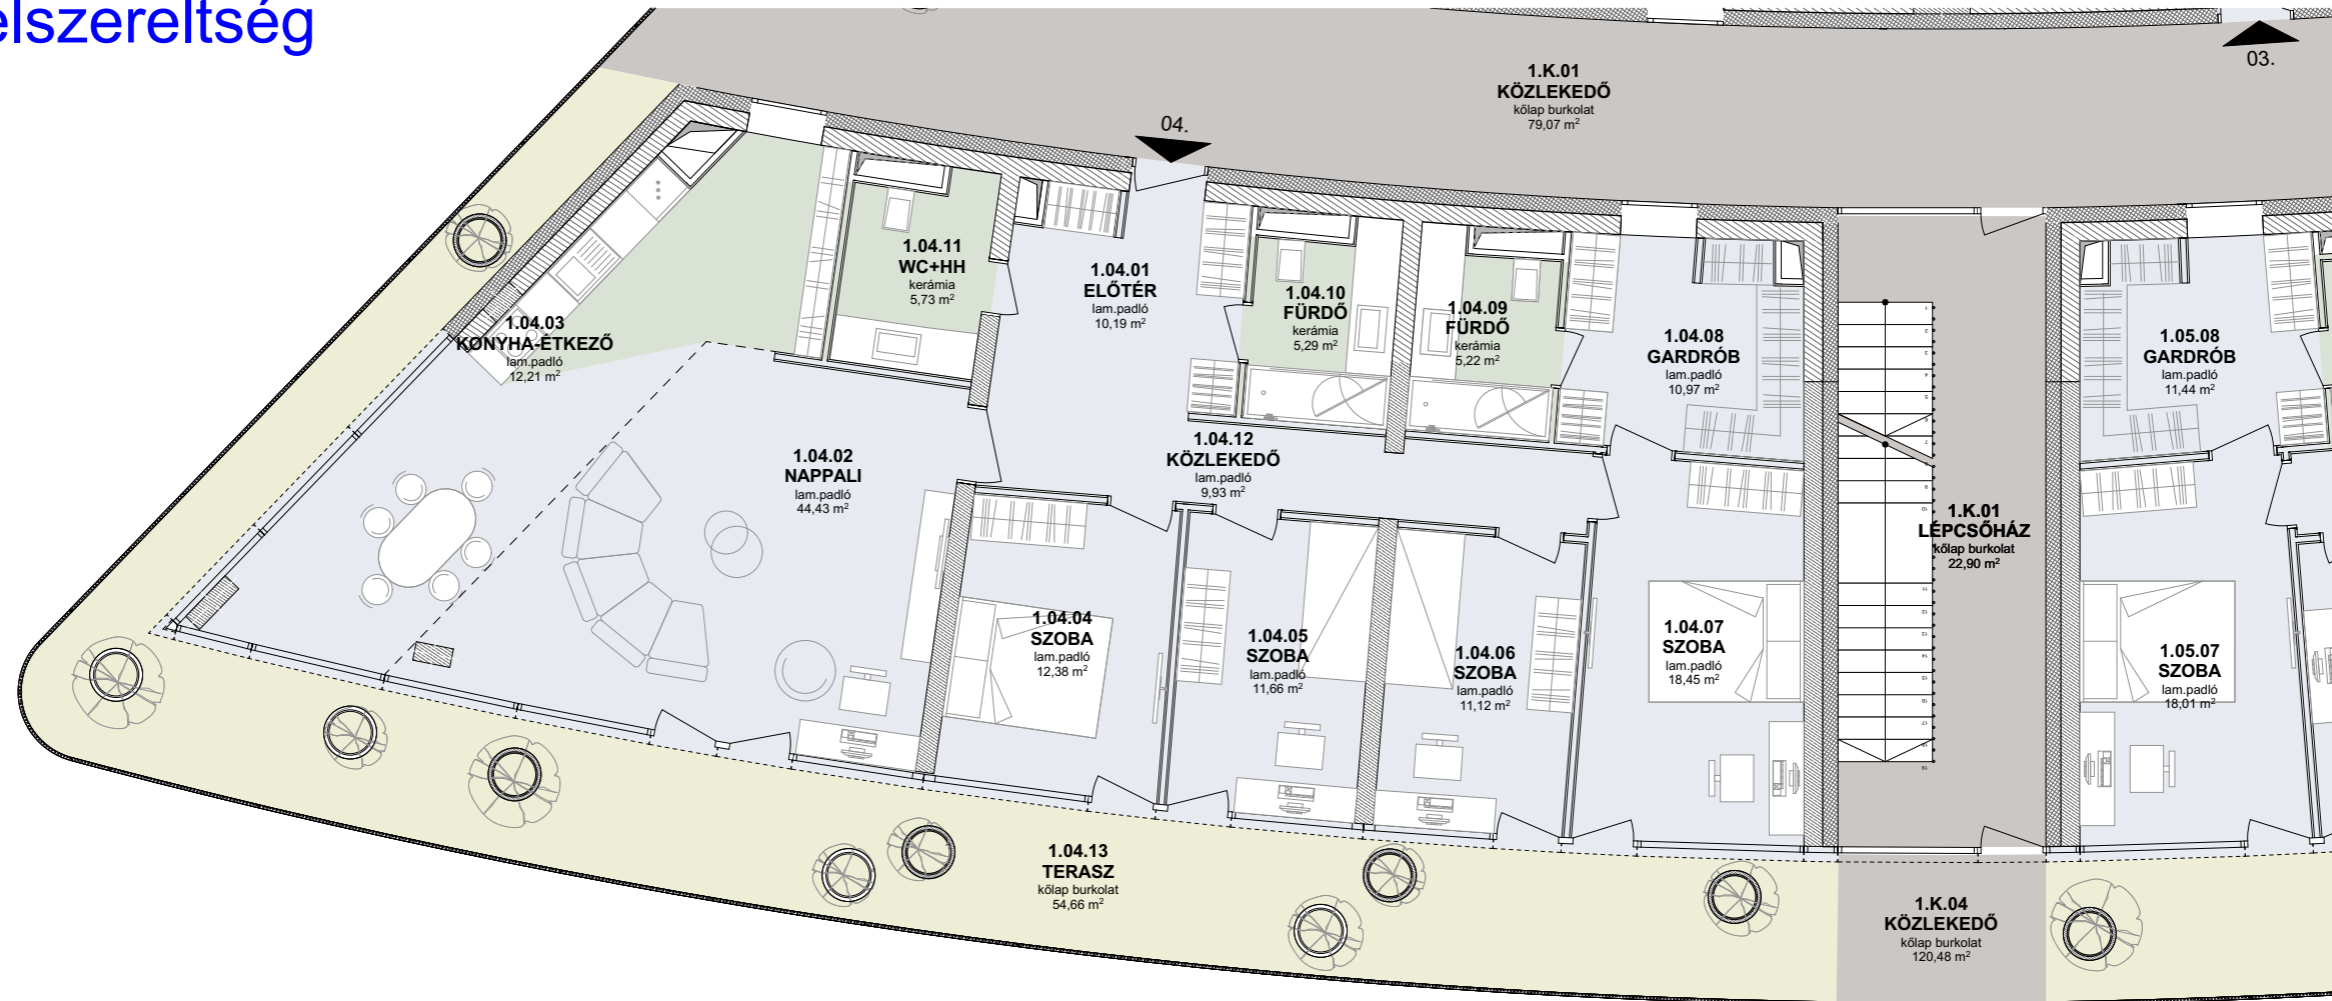 elszereltség
03.
1.K.01
KÖZLEKEDŐ
kőlap burkolat
79,07 m²
04.
1.04.11
WC+HH
kerámia
5,73 m²
1.04.01
ELŐTÉR
lam.padló
10,19 m²
1.04.10
FÜRDŐ
kerámia
5,29 m²
1.04.09
FÜRDŐ
kerámia
5,22 m²
1.04.03
KONYHA-ÉTKEZŐ
lam.padló
12,21 m²
1.04.08
GARDRÓB
lam.padló
10,97 m²
1.05.08
GARDRÓB
lam.padló
11,44 m²
1.04.12
KÖZLEKEDŐ
lam.padló
9,93 m²
1.04.02
NAPPALI
lam.padló
44,43 m²
1.K.01
LÉPCSŐHÁZ
kőlap burkolat
22,90 m²
1.04.04
SZOBA
lam.padló
12,38 m²
1.04.05
SZOBA
lam.padló
11,66 m²
1.04.06
SZOBA
lam.padló
11,12 m²
1.04.07
SZOBA
lam.padló
18,45 m²
1.05.07
SZOBA
lam.padló
18,01 m²
1.04.13
TERASZ
kőlap burkolat
54,66 m²
1.K.04
KÖZLEKEDŐ
kőlap burkolat
120,48 m²